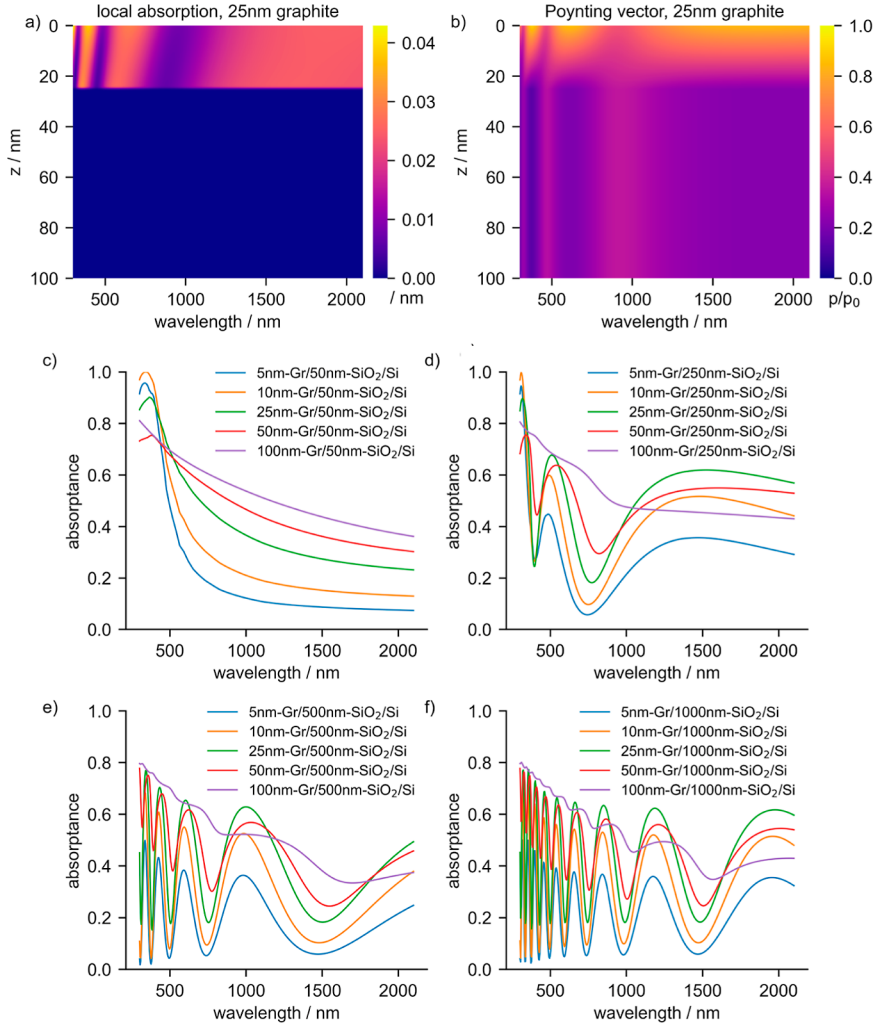 a) local absorption, 25nm graphite
0
20
40
60
80
100
z / nm
500 1000 1500 2000
wavelength / nm
0.04
0.03
0.02
0.01
0.00
/ nm
b) Poynting vector, 25nm graphite
0
20
40
60
80
100
z / nm
500 1000 1500 2000
wavelength / nm
1.0
0.8
0.6
0.4
0.2
0.0
p/p₀
c)
1.0
0.8
0.6
0.4
0.2
0.0
absorptance
5nm-Gr/50nm-SiO₂/Si
10nm-Gr/50nm-SiO₂/Si
25nm-Gr/50nm-SiO₂/Si
50nm-Gr/50nm-SiO₂/Si
100nm-Gr/50nm-SiO₂/Si
500 1000 1500 2000
wavelength / nm
d)
1.0
0.8
0.6
0.4
0.2
0.0
absorptance
5nm-Gr/250nm-SiO₂/Si
10nm-Gr/250nm-SiO₂/Si
25nm-Gr/250nm-SiO₂/Si
50nm-Gr/250nm-SiO₂/Si
100nm-Gr/250nm-SiO₂/Si
500 1000 1500 2000
wavelength / nm
e)
1.0
0.8
0.6
0.4
0.2
0.0
absorptance
5nm-Gr/500nm-SiO₂/Si
10nm-Gr/500nm-SiO₂/Si
25nm-Gr/500nm-SiO₂/Si
50nm-Gr/500nm-SiO₂/Si
100nm-Gr/500nm-SiO₂/Si
500 1000 1500 2000
wavelength / nm
f)
1.0
0.8
0.6
0.4
0.2
0.0
absorptance
5nm-Gr/1000nm-SiO₂/Si
10nm-Gr/1000nm-SiO₂/Si
25nm-Gr/1000nm-SiO₂/Si
50nm-Gr/1000nm-SiO₂/Si
100nm-Gr/1000nm-SiO₂/Si
500 1000 1500 2000
wavelength / nm